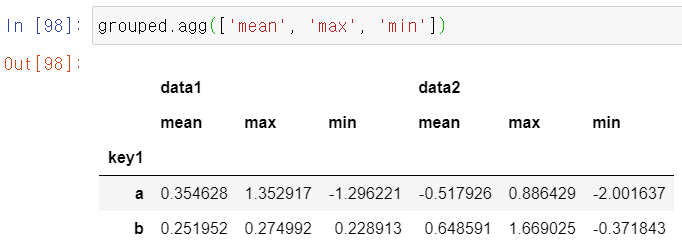 In [98]: grouped.agg(['mean', 'max', 'min'])
Out[98]:
data1 data2
mean max min mean max min
key1
a 0.354628 1.352917 -1.296221 -0.517926 0.886429 -2.001637
b 0.251952 0.274992 0.228913 0.648591 1.669025 -0.371843